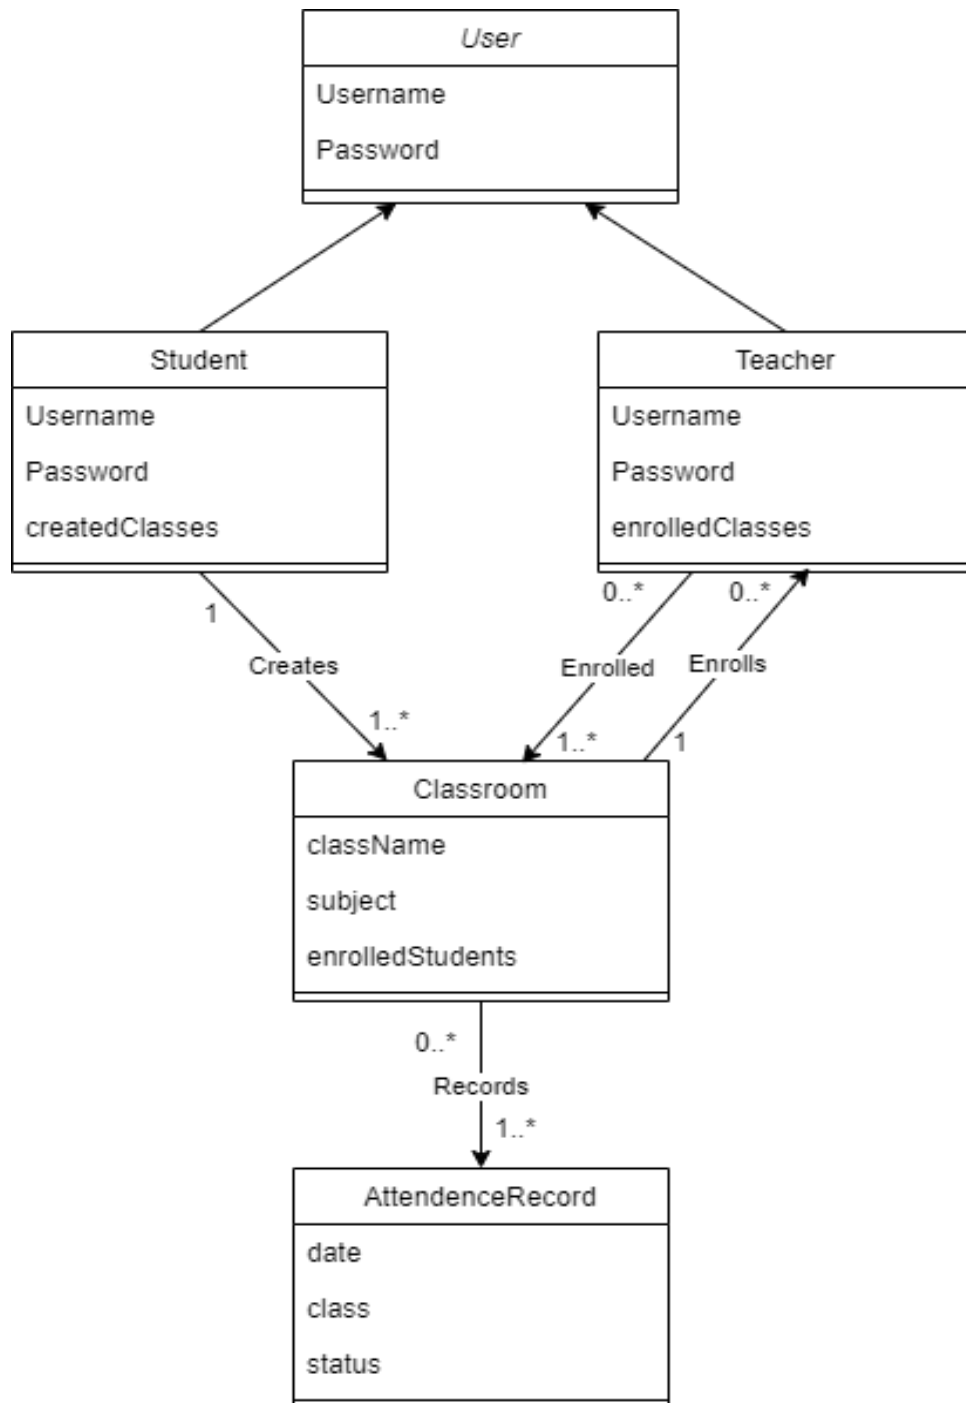 User
Username
Password
Student
Username
Password
createdClasses
Teacher
Username
Password
enrolledClasses
1
Creates
1..*
0..*
Enrolled
1..*
0..*
Enrolls
1
Classroom
className
subject
enrolledStudents
0..*
Records
1..*
AttendenceRecord
date
class
status